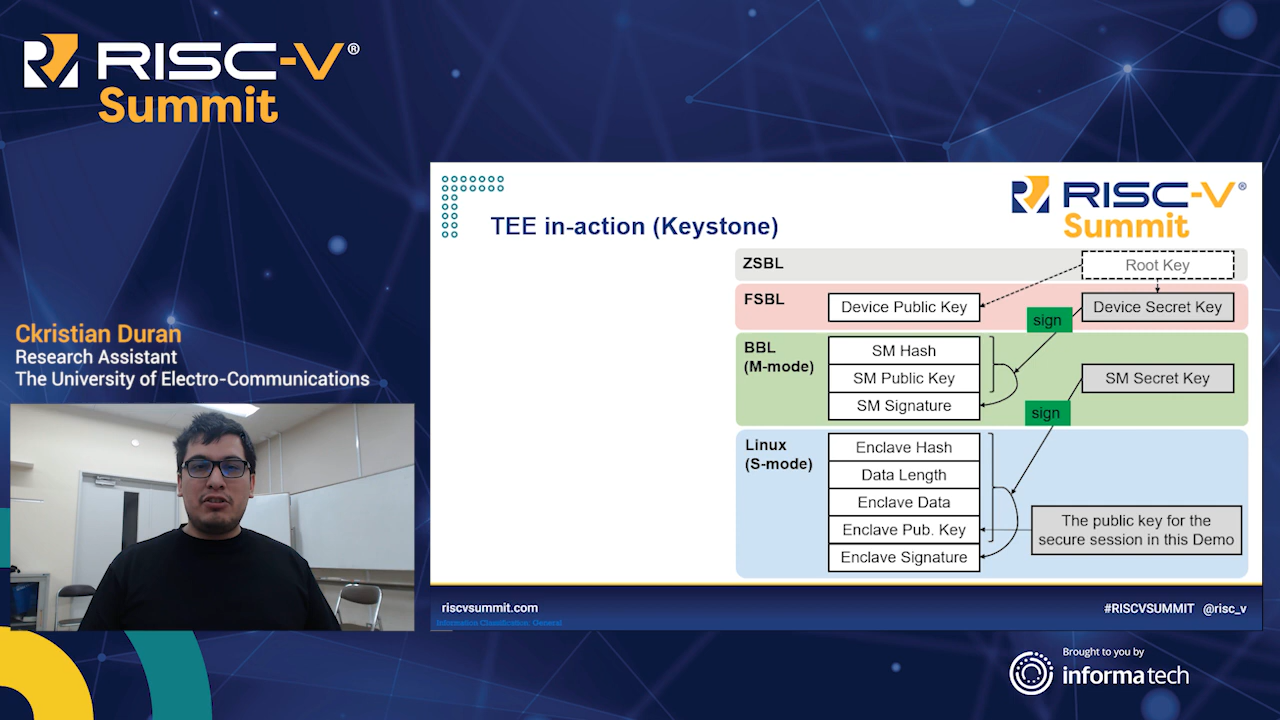 RISC-V®
Summit
Ckristian Duran
Research Assistant
The University of Electro-Communications
RISC-V®
Summit
TEE in-action (Keystone)
ZSBL
Root Key
FSBL
Device Public Key
Device Secret Key
sign
BBL
(M-mode)
SM Hash
SM Public Key
SM Signature
SM Secret Key
sign
Linux
(S-mode)
Enclave Hash
Data Length
Enclave Data
Enclave Pub. Key
Enclave Signature
The public key for the
secure session in this Demo
riscvsummit.com
#RISCVSUMMIT @risc_v
Information Classification: General
Brought to you by
informa tech